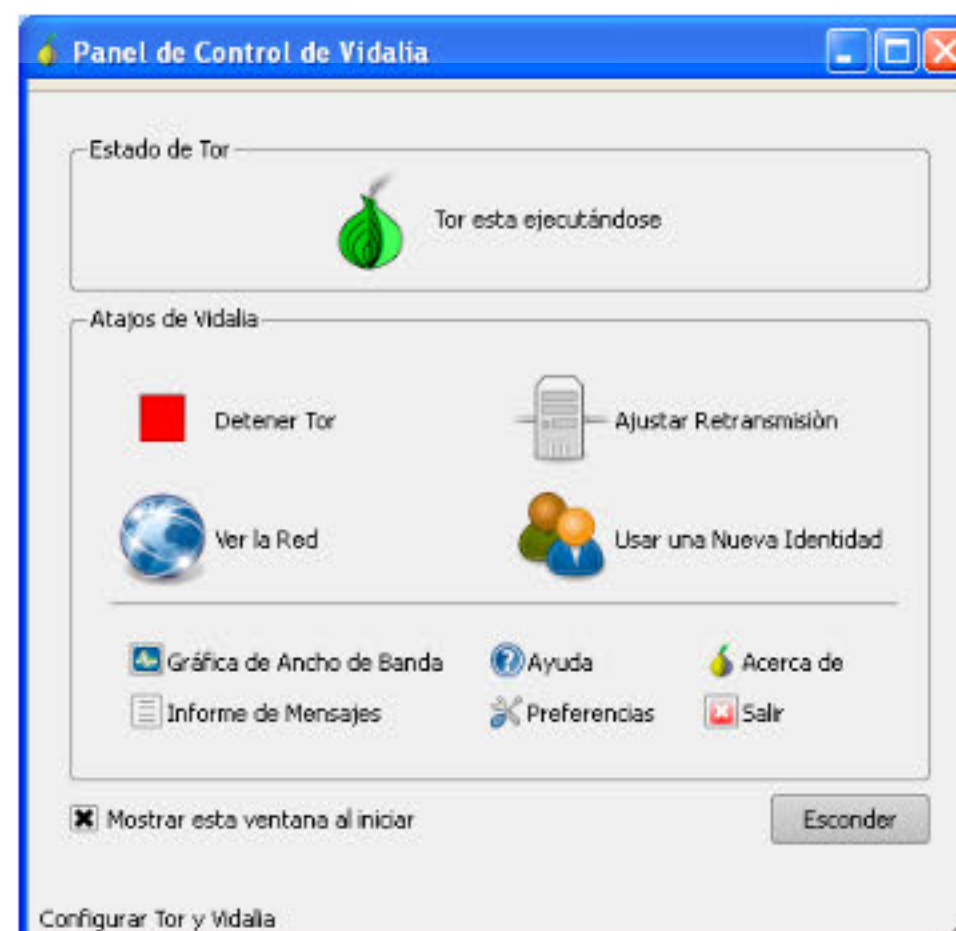 Panel de Control de Vidalia
Estado de Tor
Tor esta ejecutándose
Atajos de Vidalia
Detener Tor
Ajustar Retransmisiòn
Ver la Red
Usar una Nueva Identidad
Gráfica de Ancho de Banda
Ayuda
Acerca de
Informe de Mensajes
Preferencias
Salir
Mostrar esta ventana al iniciar
Esconder
Configurar Tor y Vidalia